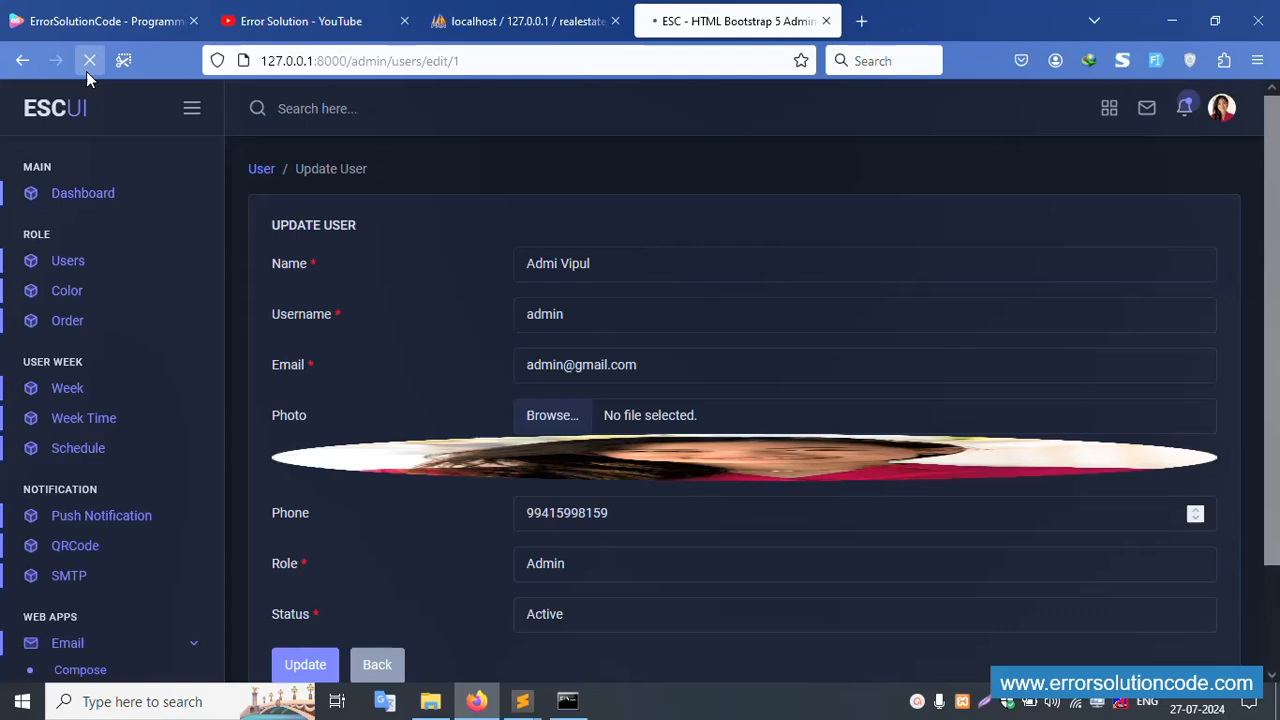 ErrorSolutionCode - Programm
Error Solution - YouTube
localhost / 127.0.0.1 / realestate
ESC - HTML Bootstrap 5 Admin
127.0.0.1:8000/admin/users/edit/1
Search
ESCUI
Search here...
MAIN
Dashboard
ROLE
Users
Color
Order
USER WEEK
Week
Week Time
Schedule
NOTIFICATION
Push Notification
QRCode
SMTP
WEB APPS
Email
Compose
User / Update User
UPDATE USER
Name *
Admi Vipul
Username *
admin
Email *
admin@gmail.com
Photo
Browse... No file selected.
Phone
99415998159
Role *
Admin
Status *
Active
Update
Back
www.errorsolutioncode.com
Type here to search
27-07-2024